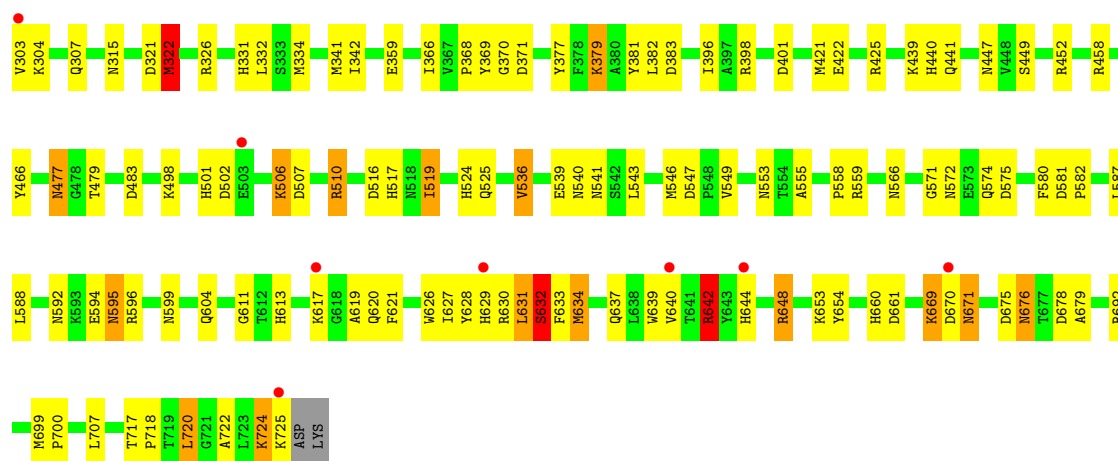 V303 K304 Q307 N315 D321 M322 R326 H331 L332 S333 M334 M341 I342 E359 I366 V367 P368 Y369 G370 D371 Y377 F378 K379 A380 Y381 L382 D383 I396 A397 R398 D401 M421 E422 R425 K439 H440 Q441 N447 V448 S449 R452 R458
Y466 N477 G478 T479 D483 K498 H501 D502 E503 K506 D507 R510 D516 H517 N518 I519 H524 Q525 V536 E539 N540 N541 S542 L543 M546 D547 P548 V549 N553 T554 A555 P558 R559 N566 G571 N572 E573 Q574 D575 F580 D581 P582
L588 N592 K593 E594 N595 R596 N599 Q604 G611 T612 H613 K617 G618 A619 Q620 F621 W626 I627 Y628 H629 R630 L631 S632 F633 M634 Q637 L638 W639 V640 T641 R642 Y643 H644 R648 K653 Y654 H660 D661 K669 D670 N671 D675 N676 T677 D678 A679
M699 P700 L707 T717 P718 T719 L720 G721 A722 L723 K724 K725 ASP LYS